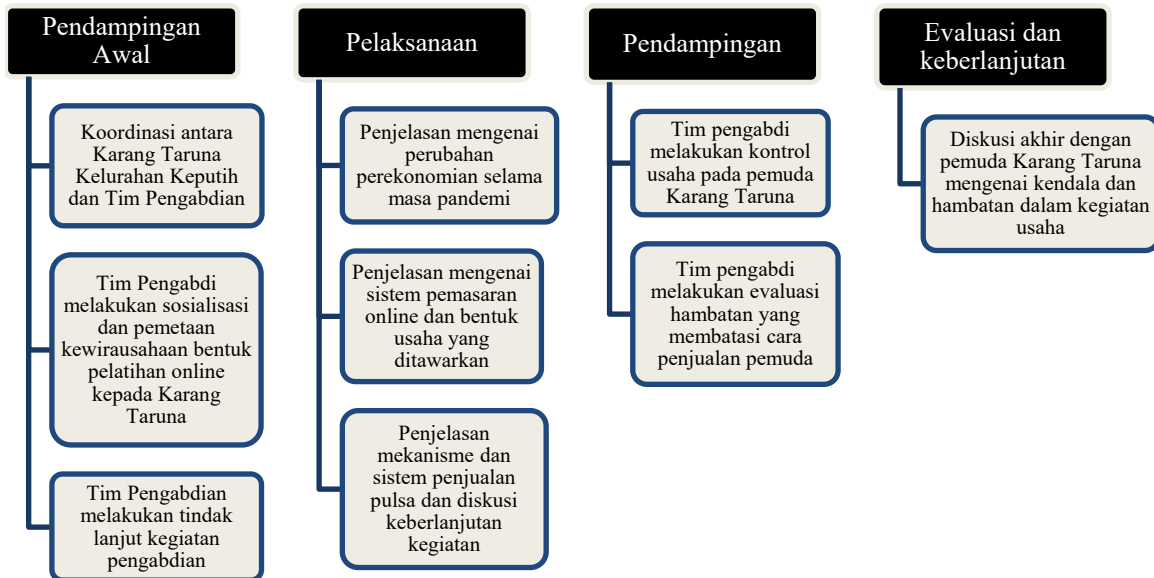 Pendampingan
Awal
Koordinasi antara
Karang Taruna
Kelurahan Keputih
dan Tim Pengabdian
Tim Pengabdi
melakukan sosialisasi
dan pemetaan
kewirausahaan bentuk
pelatihan online
kepada Karang
Taruna
Tim Pengabdian
melakukan tindak
lanjut kegiatan
pengabdian
Pelaksanaan
Penjelasan mengenai
perubahan
perekonomian selama
masa pandemi
Penjelasan mengenai
sistem pemasaran
online dan bentuk
usaha yang
ditawarkan
Penjelasan
mekanisme dan
sistem penjualan
pulsa dan diskusi
keberlanjutan
kegiatan
Pendampingan
Tim pengabdi
melakukan kontrol
usaha pada pemuda
Karang Taruna
Tim pengabdi
melakukan evaluasi
hambatan yang
membatasi cara
penjualan pemuda
Evaluasi dan
keberlanjutan
Diskusi akhir dengan
pemuda Karang Taruna
mengenai kendala dan
hambatan dalam kegiatan
usaha